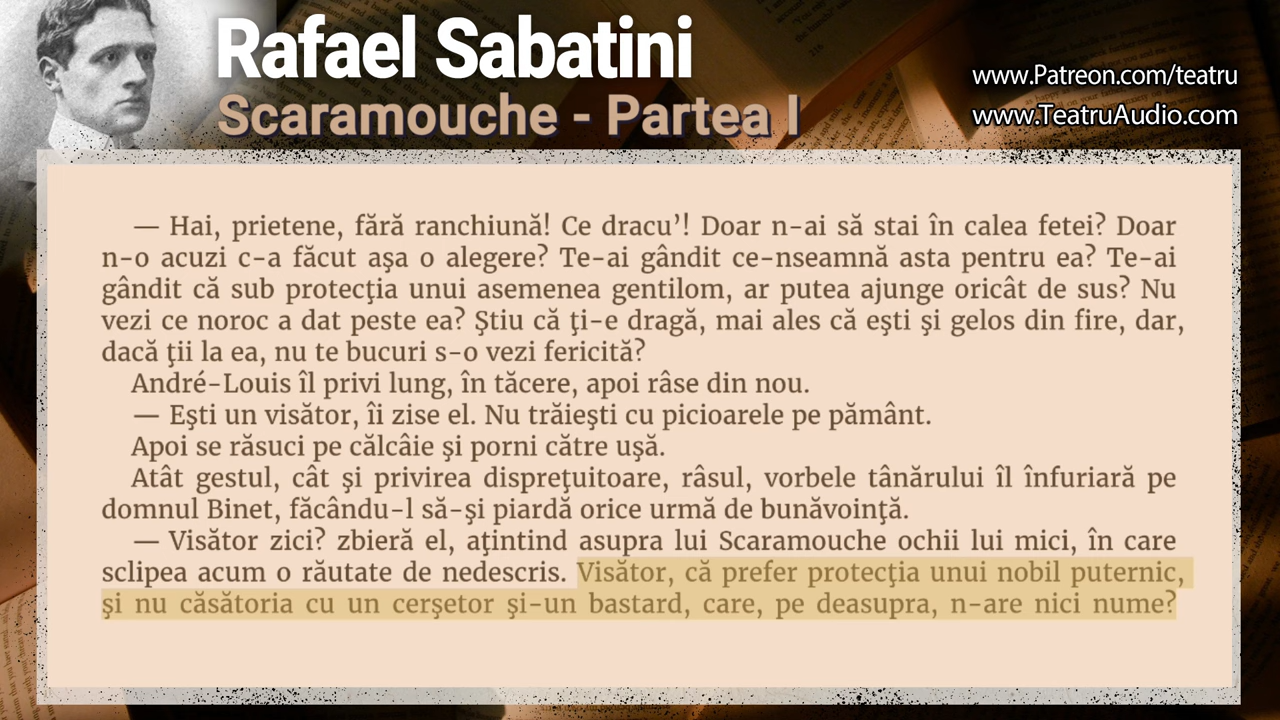 Rafael Sabatini
Scaramouche - Partea I
www.Patreon.com/teatru
www.TeatruAudio.com
— Hai, prietene, fără ranchiună! Ce dracu’! Doar n-ai să stai în calea fetei? Doar
n-o acuzi c-a făcut aşa o alegere? Te-ai gândit ce-nseamnă asta pentru ea? Te-ai
gândit că sub protecţia unui asemenea gentilom, ar putea ajunge oricât de sus? Nu
vezi ce noroc a dat peste ea? Ştiu că ţi-e dragă, mai ales că eşti şi gelos din fire, dar,
dacă ţii la ea, nu te bucuri s-o vezi fericită?
André-Louis îl privi lung, în tăcere, apoi râse din nou.
— Eşti un visător, îi zise el. Nu trăieşti cu picioarele pe pământ.
Apoi se răsuci pe călcâie şi porni către uşă.
Atât gestul, cât şi privirea dispreţuitoare, râsul, vorbele tânărului îl înfuriară pe
domnul Binet, făcându-l să-şi piardă orice urmă de bunăvoinţă.
— Visător zici? zbieră el, aţintind asupra lui Scaramouche ochii lui mici, în care
sclipea acum o răutate de nedescris. Visător, că prefer protecţia unui nobil puternic,
şi nu căsătoria cu un cerşetor şi-un bastard, care, pe deasupra, n-are nici nume?